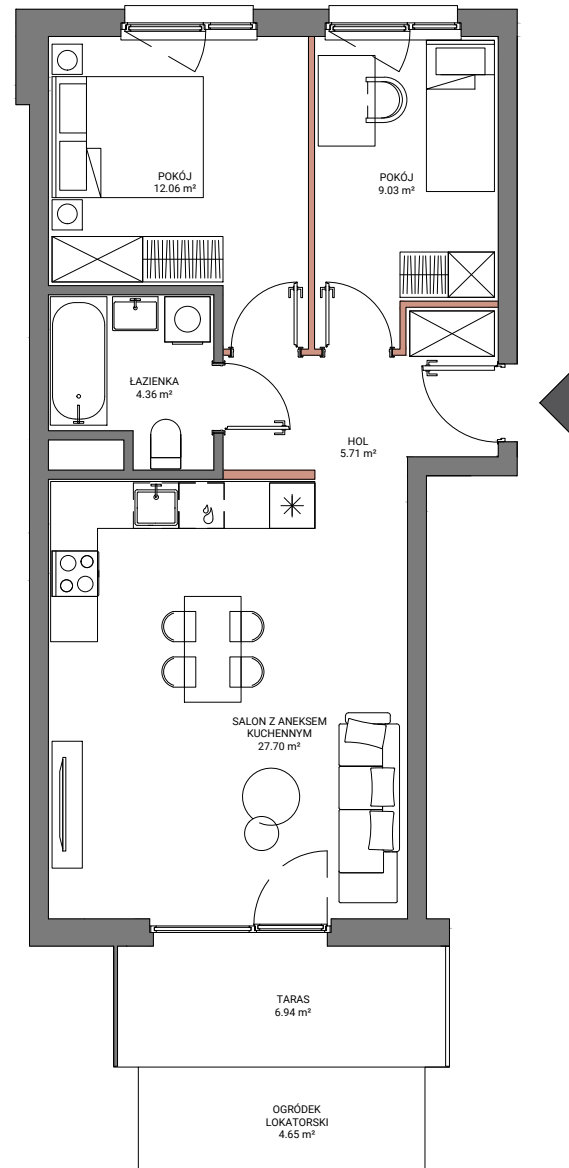 POKÓJ
12.06 m²
POKÓJ
9.03 m²
ŁAZIENKA
4.36 m²
HOL
5.71 m²
SALON Z ANEKSEM
KUCHENNYM
27.70 m²
TARAS
6.94 m²
OGRÓDEK
LOKATORSKI
4.65 m²